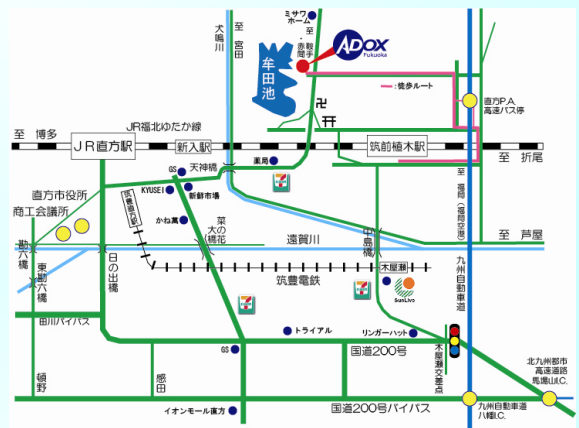 ミサワ
ホーム
至
鞍手
・
赤間
ADOX
Fukuoka
至
宮田
犬鳴川
牟田池
:徒歩ルート
直方P.A.
高速バス停
JR福北ゆたか線
至 博多
JR直方駅
新入駅
筑前植木駅
至 折尾
薬局
天神橋
GS
KYUSEI
新鮮市場
かね萬
直方市役所
商工会議所
筑豊直方駅
菜の花大橋
中島橋
至 福岡(福岡空港)
至 芦屋
遠賀川
勘六橋
東勘六橋
日の出橋
木屋瀬
SunLive
筑豊電鉄
九州自動車道
田川バイパス
トライアル
リンガーハット
GS
国道200号
木屋瀬交差点
北九州都市
高速道路
馬場山I.C.
頓野
感田
イオンモール直方
国道200号バイパス
九州自動車道
八幡I.C.